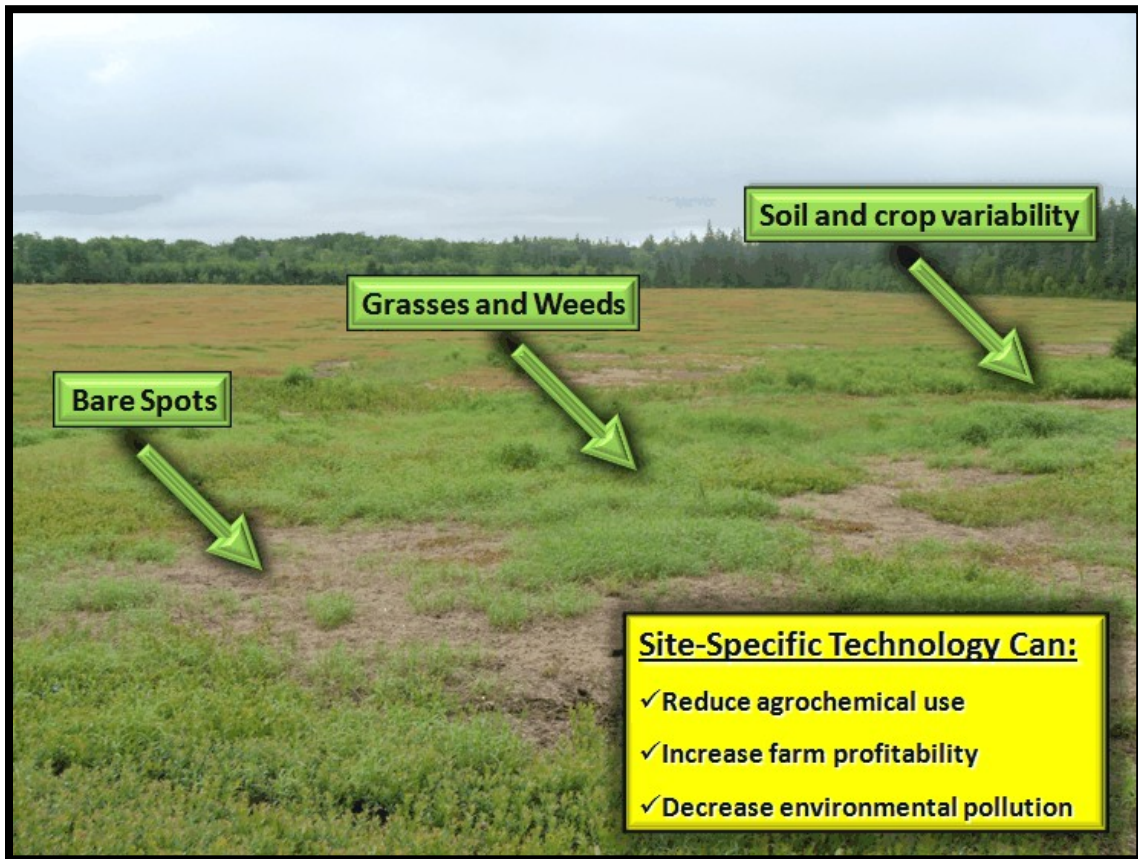 Soil and crop variability
Grasses and Weeds
Bare Spots
Site-Specific Technology Can:
✓Reduce agrochemical use
✓Increase farm profitability
✓Decrease environmental pollution